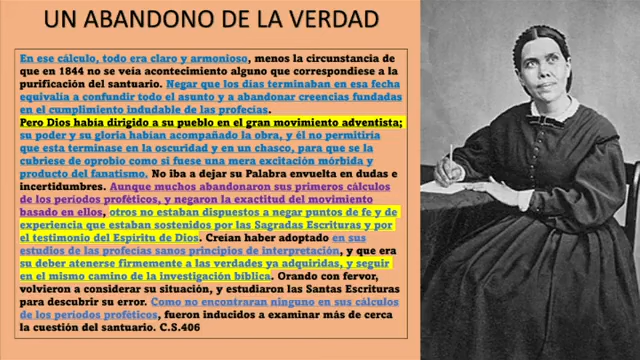 UN ABANDONO DE LA VERDAD
En ese cálculo, todo era claro y armonioso, menos la circunstancia de
que en 1844 no se veía acontecimiento alguno que correspondiese a la
purificación del santuario. Negar que los días terminaban en esa fecha
equivalía a confundir todo el asunto y a abandonar creencias fundadas
en el cumplimiento indudable de las profecías.
Pero Dios había dirigido a su pueblo en el gran movimiento adventista;
su poder y su gloria habían acompañado la obra, y él no permitiría
que esta terminase en la oscuridad y en un chasco, para que se la
cubriese de oprobio como si fuese una mera excitación mórbida y
producto del fanatismo. No iba a dejar su Palabra envuelta en dudas e
incertidumbres. Aunque muchos abandonaron sus primeros cálculos
de los períodos proféticos, y negaron la exactitud del movimiento
basado en ellos, otros no estaban dispuestos a negar puntos de fe y de
experiencia que estaban sostenidos por las Sagradas Escrituras y por
el testimonio del Espíritu de Dios. Creían haber adoptado en sus
estudios de las profecías sanos principios de interpretación, y que era
su deber atenerse firmemente a las verdades ya adquiridas, y seguir
en el mismo camino de la investigación bíblica. Orando con fervor,
volvieron a considerar su situación, y estudiaron las Santas Escrituras
para descubrir su error. Como no encontraran ninguno en sus cálculos
de los períodos proféticos, fueron inducidos a examinar más de cerca
la cuestión del santuario. C.S.406